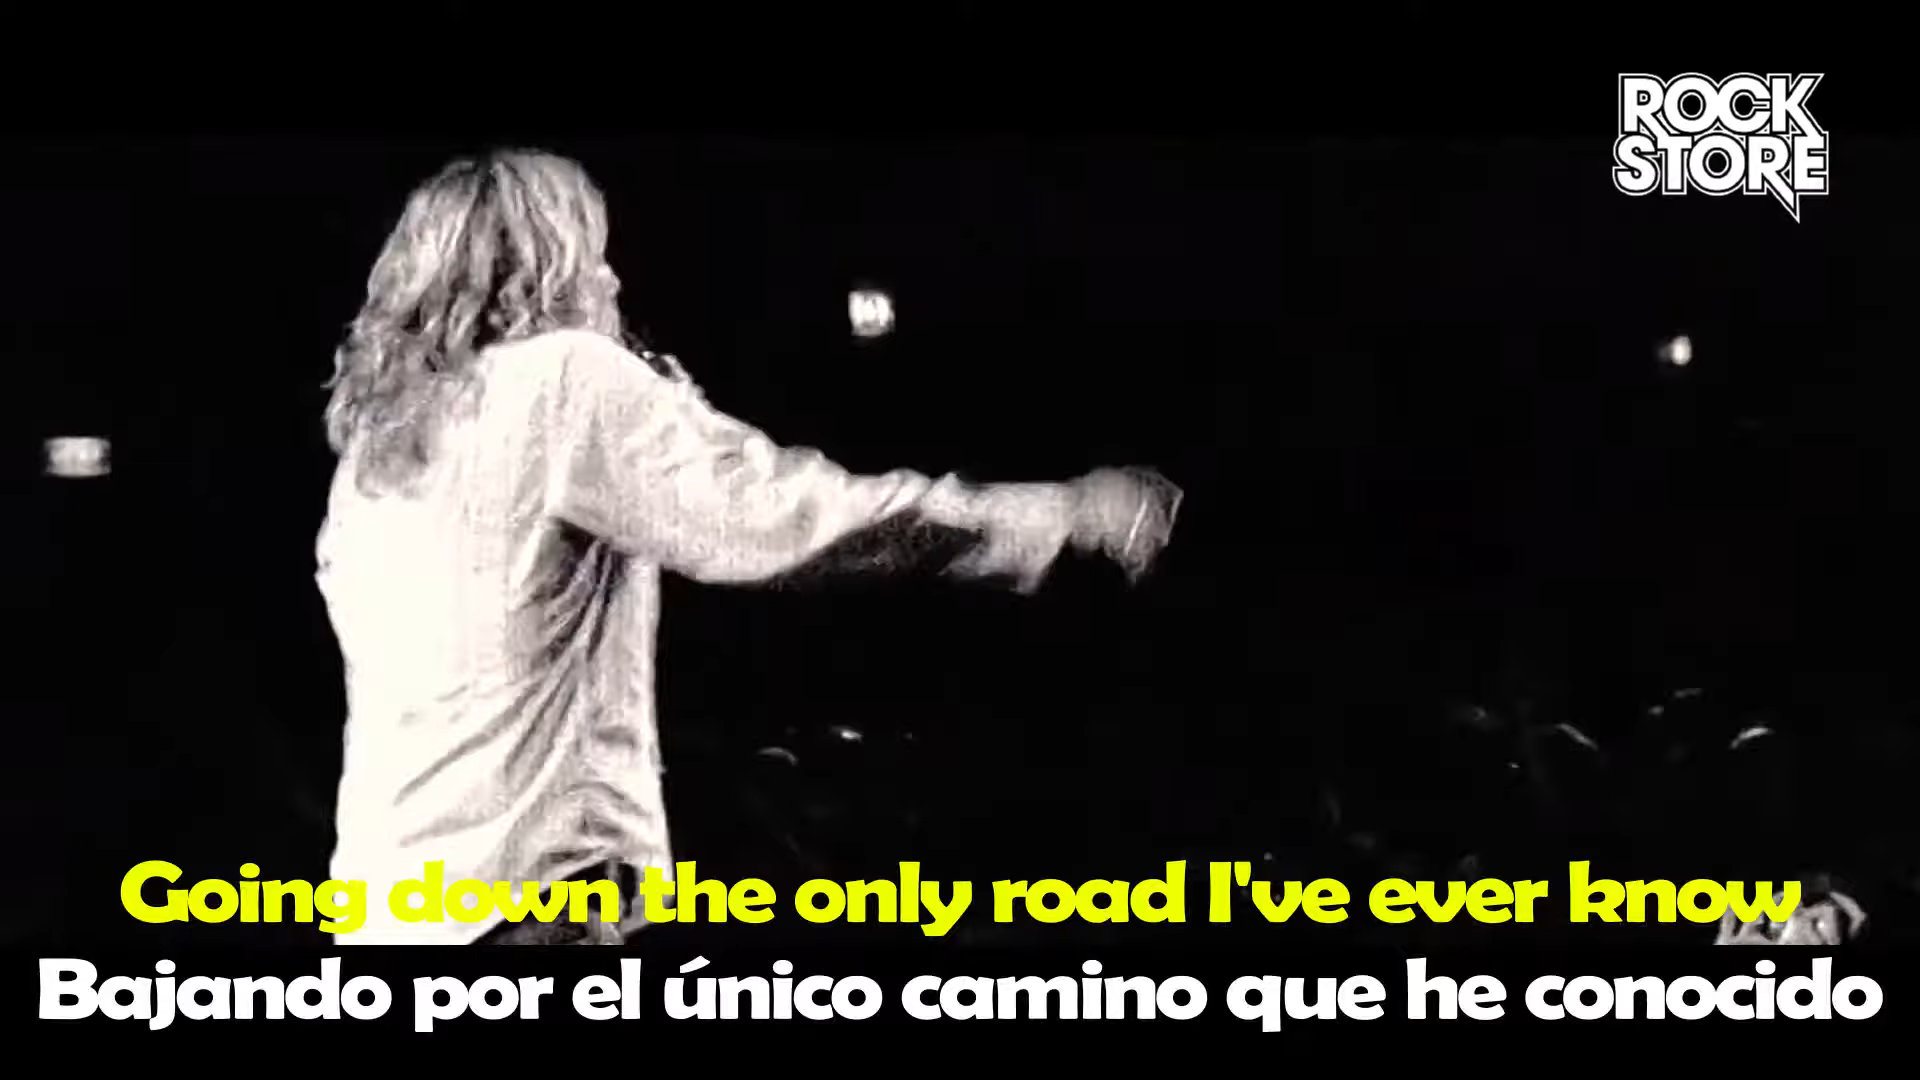 ROCK
STORE
Going down the only road I've ever know
Bajando por el único camino que he conocido